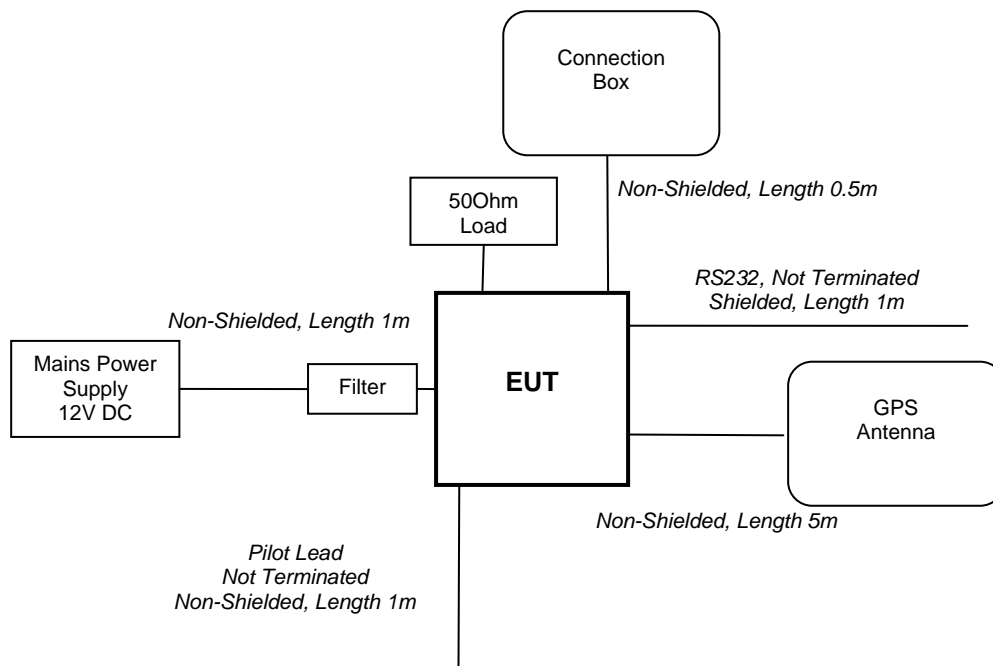 Connection
Box
Non-Shielded, Length 0.5m
50Ohm
Load
RS232, Not Terminated
Shielded, Length 1m
Non-Shielded, Length 1m
Mains Power
Supply
12V DC
Filter
EUT
GPS
Antenna
Non-Shielded, Length 5m
Pilot Lead
Not Terminated
Non-Shielded, Length 1m